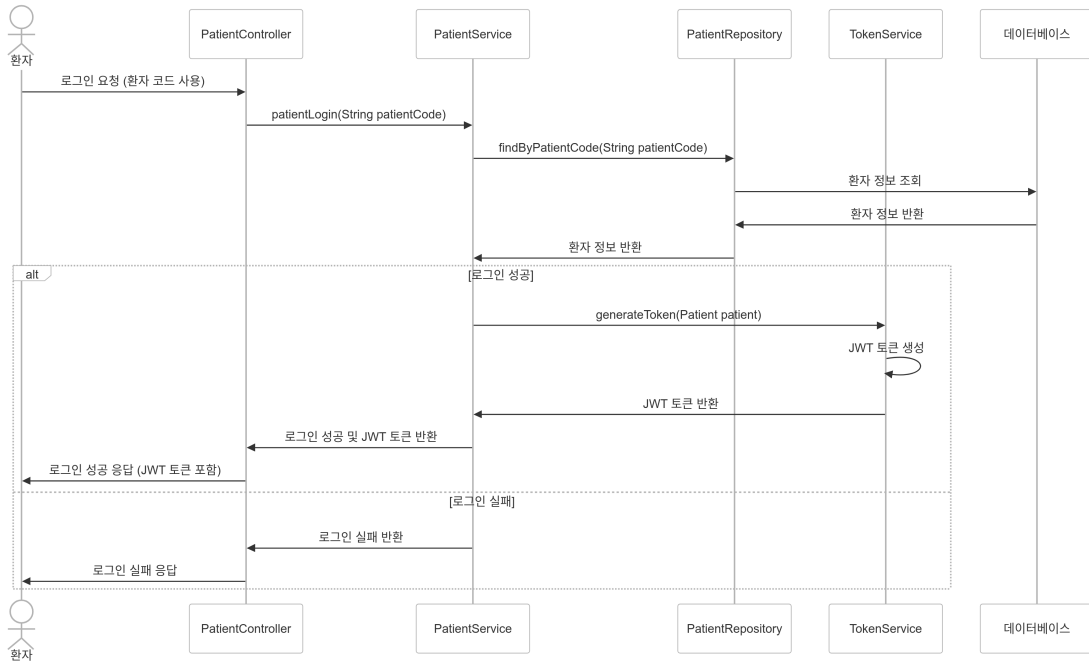 PatientController
PatientService
PatientRepository
TokenService
데이터베이스
환자
로그인 요청 (환자 코드 사용)
patientLogin(String patientCode)
findByPatientCode(String patientCode)
환자 정보 조회
환자 정보 반환
환자 정보 반환
alt
[로그인 성공]
generateToken(Patient patient)
JWT 토큰 생성
JWT 토큰 반환
로그인 성공 및 JWT 토큰 반환
로그인 성공 응답 (JWT 토큰 포함)
[로그인 실패]
로그인 실패 반환
로그인 실패 응답
PatientController
PatientService
PatientRepository
TokenService
데이터베이스
환자